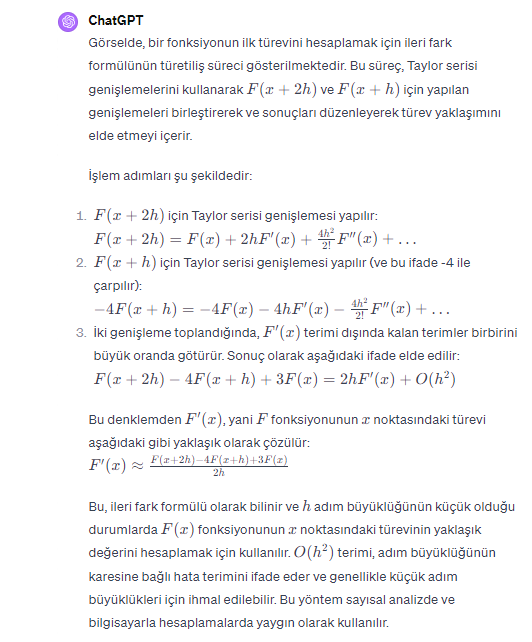 ChatGPT
Görselde, bir fonksiyonun ilk türevini hesaplamak için ileri fark
formülünün türetiliş süreci gösterilmektedir. Bu süreç, Taylor serisi
genişlemelerini kullanarak F(x + 2h) ve F(x + h) için yapılan
genişlemeleri birleştirerek ve sonuçları düzenleyerek türev yaklaşımını
elde etmeyi içerir.
İşlem adımları şu şekildedir:
1. F(x + 2h) için Taylor serisi genişlemesi yapılır:
F(x + 2h) = F(x) + 2hF′(x) + 4h²/2! F″(x) + …
2. F(x + h) için Taylor serisi genişlemesi yapılır (ve bu ifade -4 ile
çarpılır):
−4F(x + h) = −4F(x) − 4hF′(x) − 4h²/2! F″(x) + …
3. İki genişleme toplandığında, F′(x) terimi dışında kalan terimler birbirini
büyük oranda götürür. Sonuç olarak aşağıdaki ifade elde edilir:
F(x + 2h) − 4F(x + h) + 3F(x) = 2hF′(x) + O(h²)
Bu denklemden F′(x), yani F fonksiyonunun x noktasındaki türevi
aşağıdaki gibi yaklaşık olarak çözülür:
F′(x) ≈ F(x+2h)−4F(x+h)+3F(x)/2h
Bu, ileri fark formülü olarak bilinir ve h adım büyüklüğünün küçük olduğu
durumlarda F(x) fonksiyonunun x noktasındaki türevinin yaklaşık
değerini hesaplamak için kullanılır. O(h²) terimi, adım büyüklüğünün
karesine bağlı hata terimini ifade eder ve genellikle küçük adım
büyüklükleri için ihmal edilebilir. Bu yöntem sayısal analizde ve
bilgisayarla hesaplamalarda yaygın olarak kullanılır.